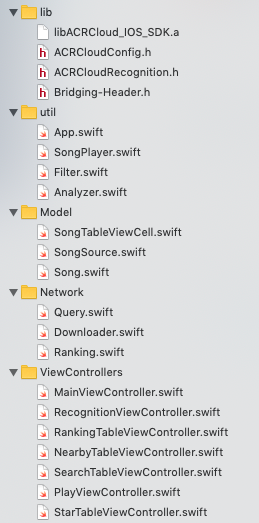 lib
libACRCloud_IOS_SDK.a
ACRCloudConfig.h
ACRCloudRecognition.h
Bridging-Header.h
util
App.swift
SongPlayer.swift
Filter.swift
Analyzer.swift
Model
SongTableViewCell.swift
SongSource.swift
Song.swift
Network
Query.swift
Downloader.swift
Ranking.swift
ViewControllers
MainViewController.swift
RecognitionViewController.swift
RankingTableViewController.swift
NearbyTableViewController.swift
SearchTableViewController.swift
PlayViewController.swift
StarTableViewController.swift